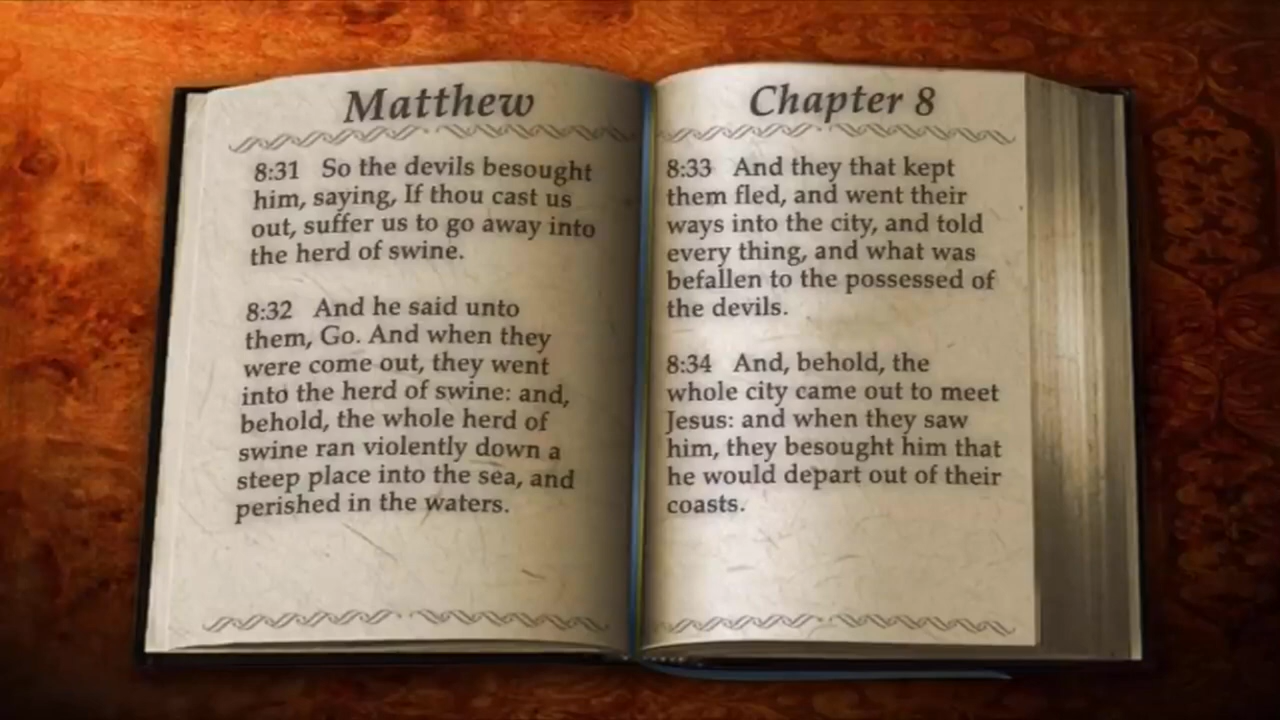 Matthew
8:31 So the devils besought
him, saying, If thou cast us
out, suffer us to go away into
the herd of swine.
8:32 And he said unto
them, Go. And when they
were come out, they went
into the herd of swine: and,
behold, the whole herd of
swine ran violently down a
steep place into the sea, and
perished in the waters.
Chapter 8
8:33 And they that kept
them fled, and went their
ways into the city, and told
every thing, and what was
befallen to the possessed of
the devils.
8:34 And, behold, the
whole city came out to meet
Jesus: and when they saw
him, they besought him that
he would depart out of their
coasts.